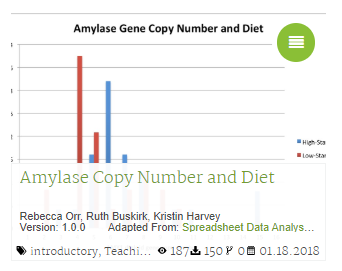 Amylase Gene Copy Number and Diet
High-Sta
Low-Star
Amylase Copy Number and Diet
Rebecca Orr, Ruth Buskirk, Kristin Harvey
Version: 1.0.0 Adapted From: Spreadsheet Data Analys...
introductory, Teachi... 187 150 0 01.18.2018